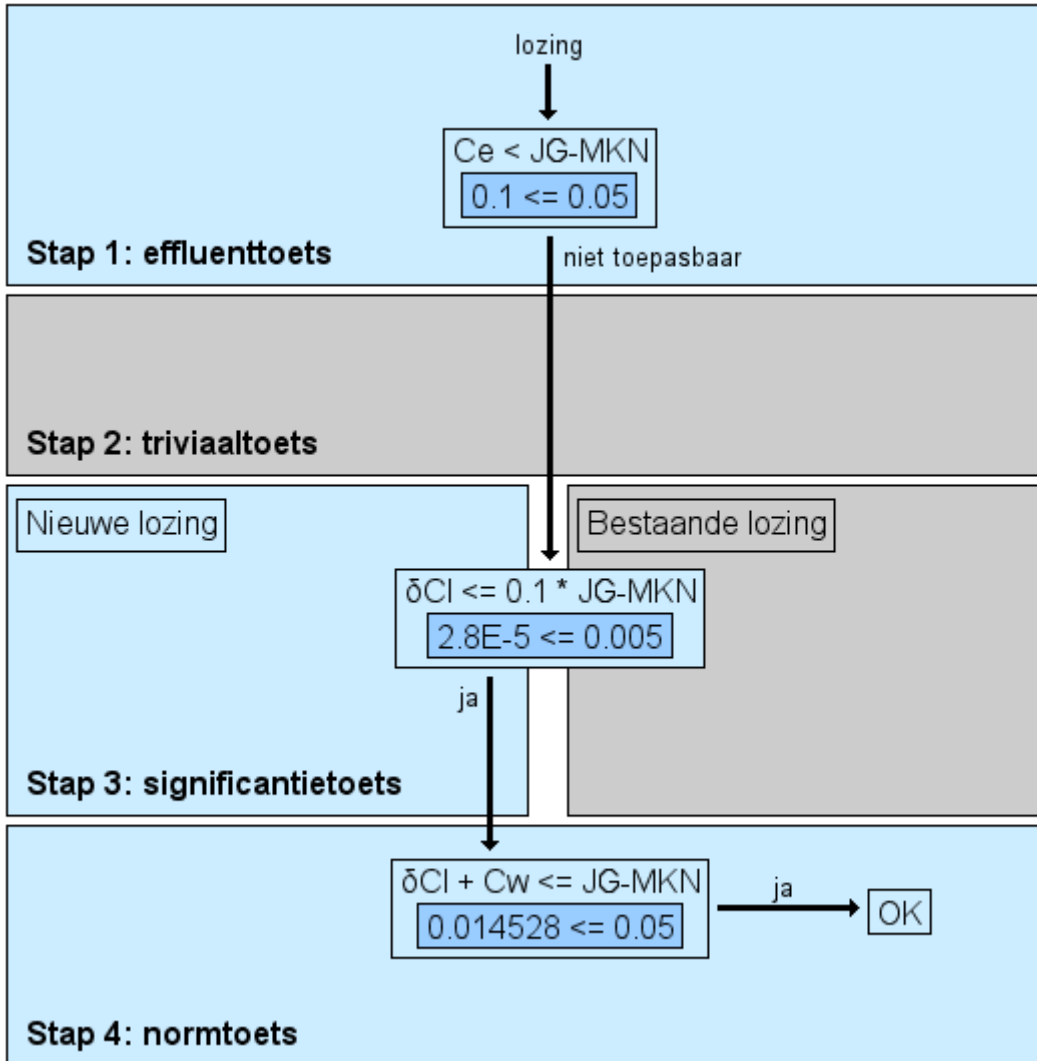 lozing
Ce < JG-MKN
0.1 <= 0.05
Stap 1: effluenttoets
niet toepasbaar
Stap 2: triviaaltoets
Nieuwe lozing
Bestaande lozing
δCl <= 0.1 * JG-MKN
2.8E-5 <= 0.005
ja
Stap 3: significantietoets
δCl + Cw <= JG-MKN
0.014528 <= 0.05
ja
OK
Stap 4: normtoets